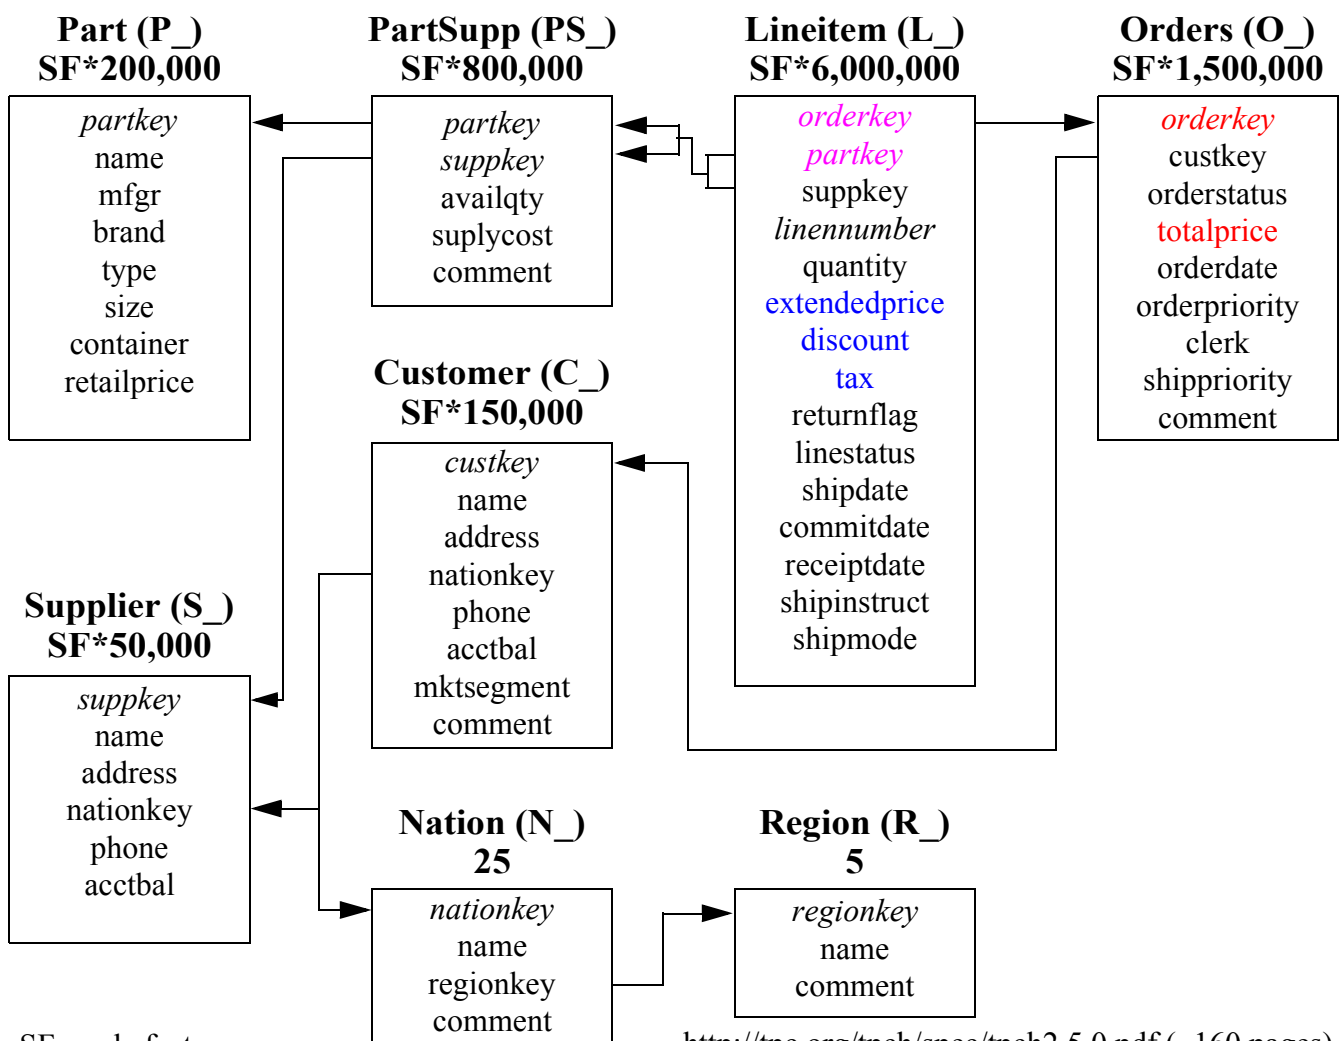 Part (P_)
SF*200,000
partkey
name
mfgr
brand
type
size
container
retailprice
PartSupp (PS_)
SF*800,000
partkey
suppkey
availqty
suplycost
comment
Lineitem (L_)
SF*6,000,000
orderkey
partkey
suppkey
linennumber
quantity
extendedprice
discount
tax
returnflag
linestatus
shipdate
commitdate
receiptdate
shipinstruct
shipmode
Orders (O_)
SF*1,500,000
orderkey
custkey
orderstatus
totalprice
orderdate
orderpriority
clerk
shippriority
comment
Customer (C_)
SF*150,000
custkey
name
address
nationkey
phone
acctbal
mktsegment
comment
Supplier (S_)
SF*50,000
suppkey
name
address
nationkey
phone
acctbal
Nation (N_)
25
nationkey
name
regionkey
comment
Region (R_)
5
regionkey
name
comment
160 pages)